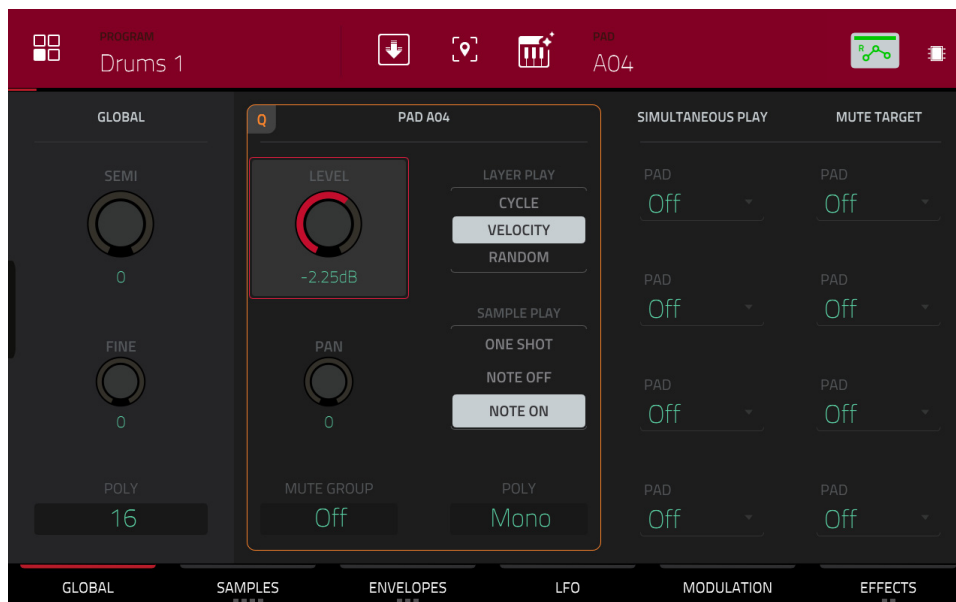 PROGRAM
Drums 1
PAD
A04
R
GLOBAL
SEMI
0
FINE
0
POLY
16
Q
PAD A04
LEVEL
-2.25dB
PAN
0
MUTE GROUP
Off
LAYER PLAY
CYCLE
VELOCITY
RANDOM
SAMPLE PLAY
ONE SHOT
NOTE OFF
NOTE ON
POLY
Mono
SIMULTANEOUS PLAY
PAD
Off
PAD
Off
PAD
Off
PAD
Off
MUTE TARGET
PAD
Off
PAD
Off
PAD
Off
PAD
Off
GLOBAL
SAMPLES
ENVELOPES
LFO
MODULATION
EFFECTS